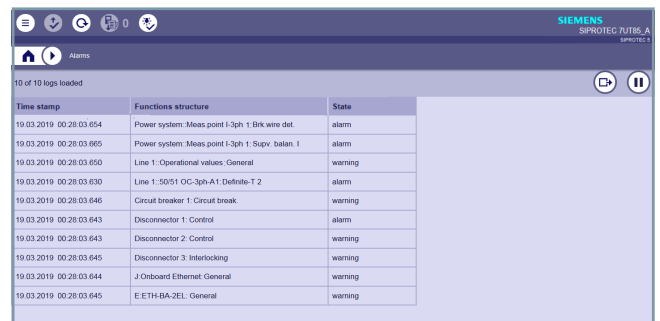 0
SIEMENS
SIPROTEC 7UT85_A
SIPROTEC 5
Alarms
10 of 10 logs loaded
Time stamp Functions structure State
19.03.2019 00:28:03.654 Power system::Meas.point I-3ph 1:Brk wire det. alarm
19.03.2019 00:28:03.665 Power system::Meas.point I-3ph 1: Supv. balan. I alarm
19.03.2019 00:28:03.650 Line 1::Operational values::General warning
19.03.2019 00:28:03.630 Line 1::50/51 OC-3ph-A1:Definite-T 2 alarm
19.03.2019 00:28:03.646 Circuit breaker 1: Circuit break. warning
19.03.2019 00:28:03.643 Disconnector 1: Control alarm
19.03.2019 00:28:03.643 Disconnector 2: Control warning
19.03.2019 00:28:03.645 Disconnector 3: Interlocking warning
19.03.2019 00:28:03.644 J:Onboard Ethernet:General warning
19.03.2019 00:28:03.645 E:ETH-BA-2EL: General warning